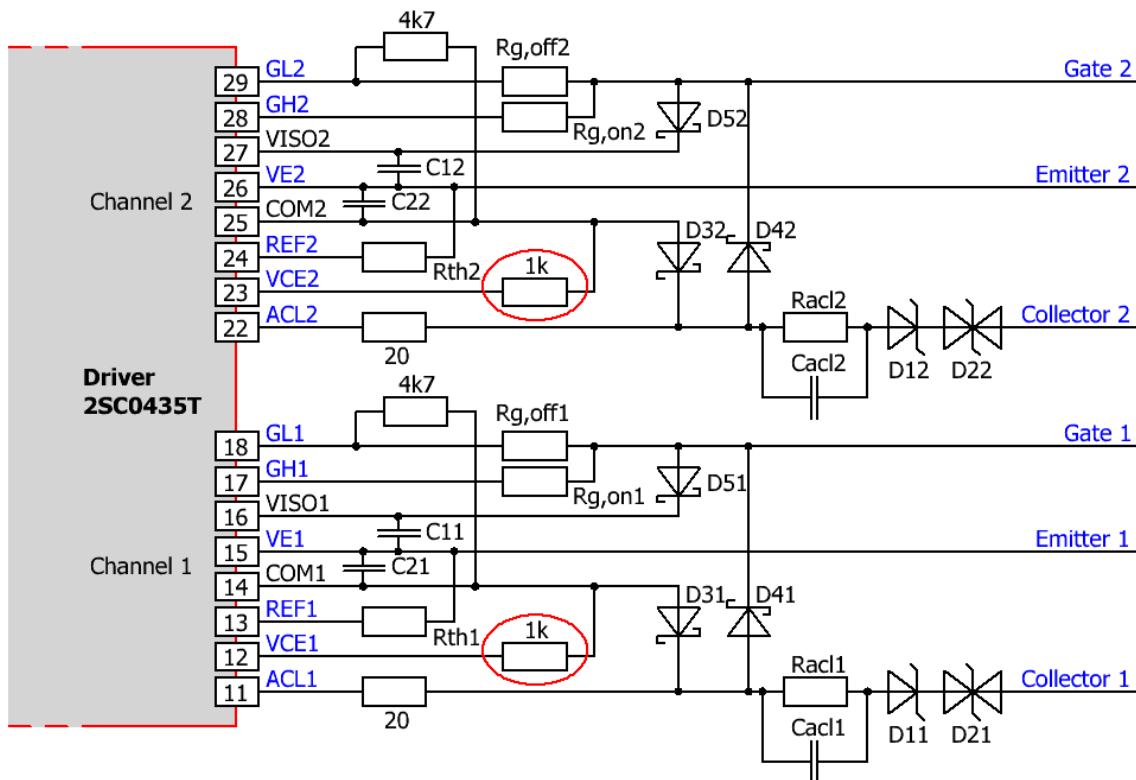 4k7
Rg,off2
29 GL2
Gate 2
28 GH2
Rg,on2
D52
27 VISO2
C12
26 VE2
Emitter 2
Channel 2
C22
25 COM2
D32
D42
24 REF2
Rth2
1k
23 VCE2
Racl2
22 ACL2
Collector 2
20
Cacl2
D12
D22
Driver
2SC0435T
4k7
Rg,off1
18 GL1
Gate 1
17 GH1
Rg,on1
D51
16 VISO1
C11
15 VE1
Emitter 1
Channel 1
C21
14 COM1
D31
D41
13 REF1
Rth1
1k
12 VCE1
Racl1
11 ACL1
Collector 1
20
Cacl1
D11
D21